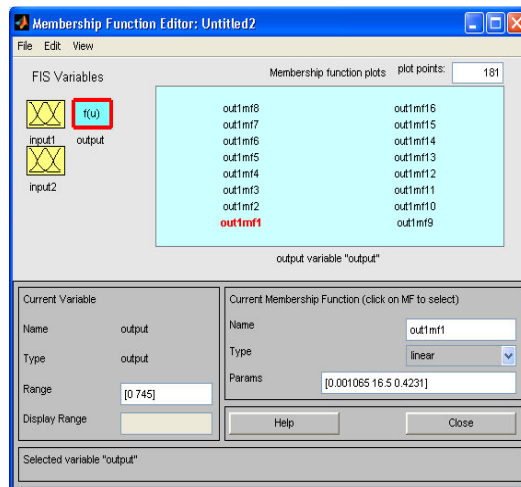 Membership Function Editor: Untitled2
File Edit View
FIS Variables
Membership function plots plot points: 181
f(u)
input1 output
input2
out1mf8 out1mf16
out1mf7 out1mf15
out1mf6 out1mf14
out1mf5 out1mf13
out1mf4 out1mf12
out1mf3 out1mf11
out1mf2 out1mf10
out1mf1 out1mf9
output variable "output"
Current Variable
Name output
Type output
Range [0 745]
Display Range
Current Membership Function (click on MF to select)
Name out1mf1
Type linear
Params [0.001065 16.5 0.4231]
Help Close
Selected variable "output"